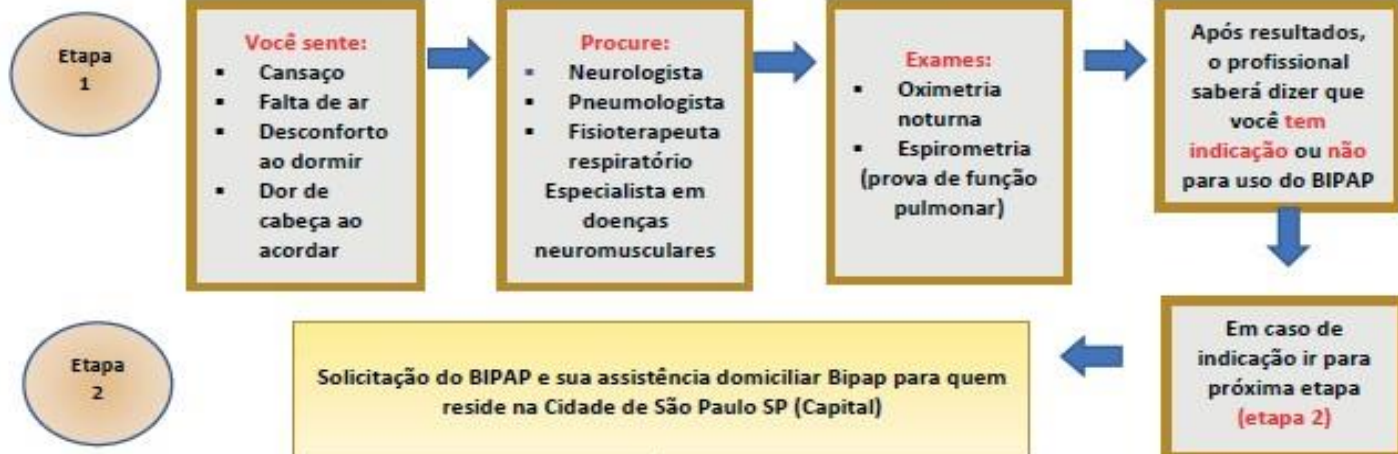 Etapa
1
Você sente:
▪ Cansaço
▪ Falta de ar
▪ Desconforto
ao dormir
▪ Dor de
cabeça ao
acordar
Procure:
▪ Neurologista
▪ Pneumologista
▪ Fisioterapeuta
respiratório
Especialista em
doenças
neuromusculares
Exames:
▪ Oximetria
noturna
▪ Espirometria
(prova de função
pulmonar)
Após resultados,
o profissional
saberá dizer que
você tem
indicação ou não
para uso do BIPAP
Em caso de
indicação ir para
próxima etapa
(etapa 2)
Etapa
2
Solicitação do BIPAP e sua assistência domiciliar Bipap para quem
reside na Cidade de São Paulo SP (Capital)